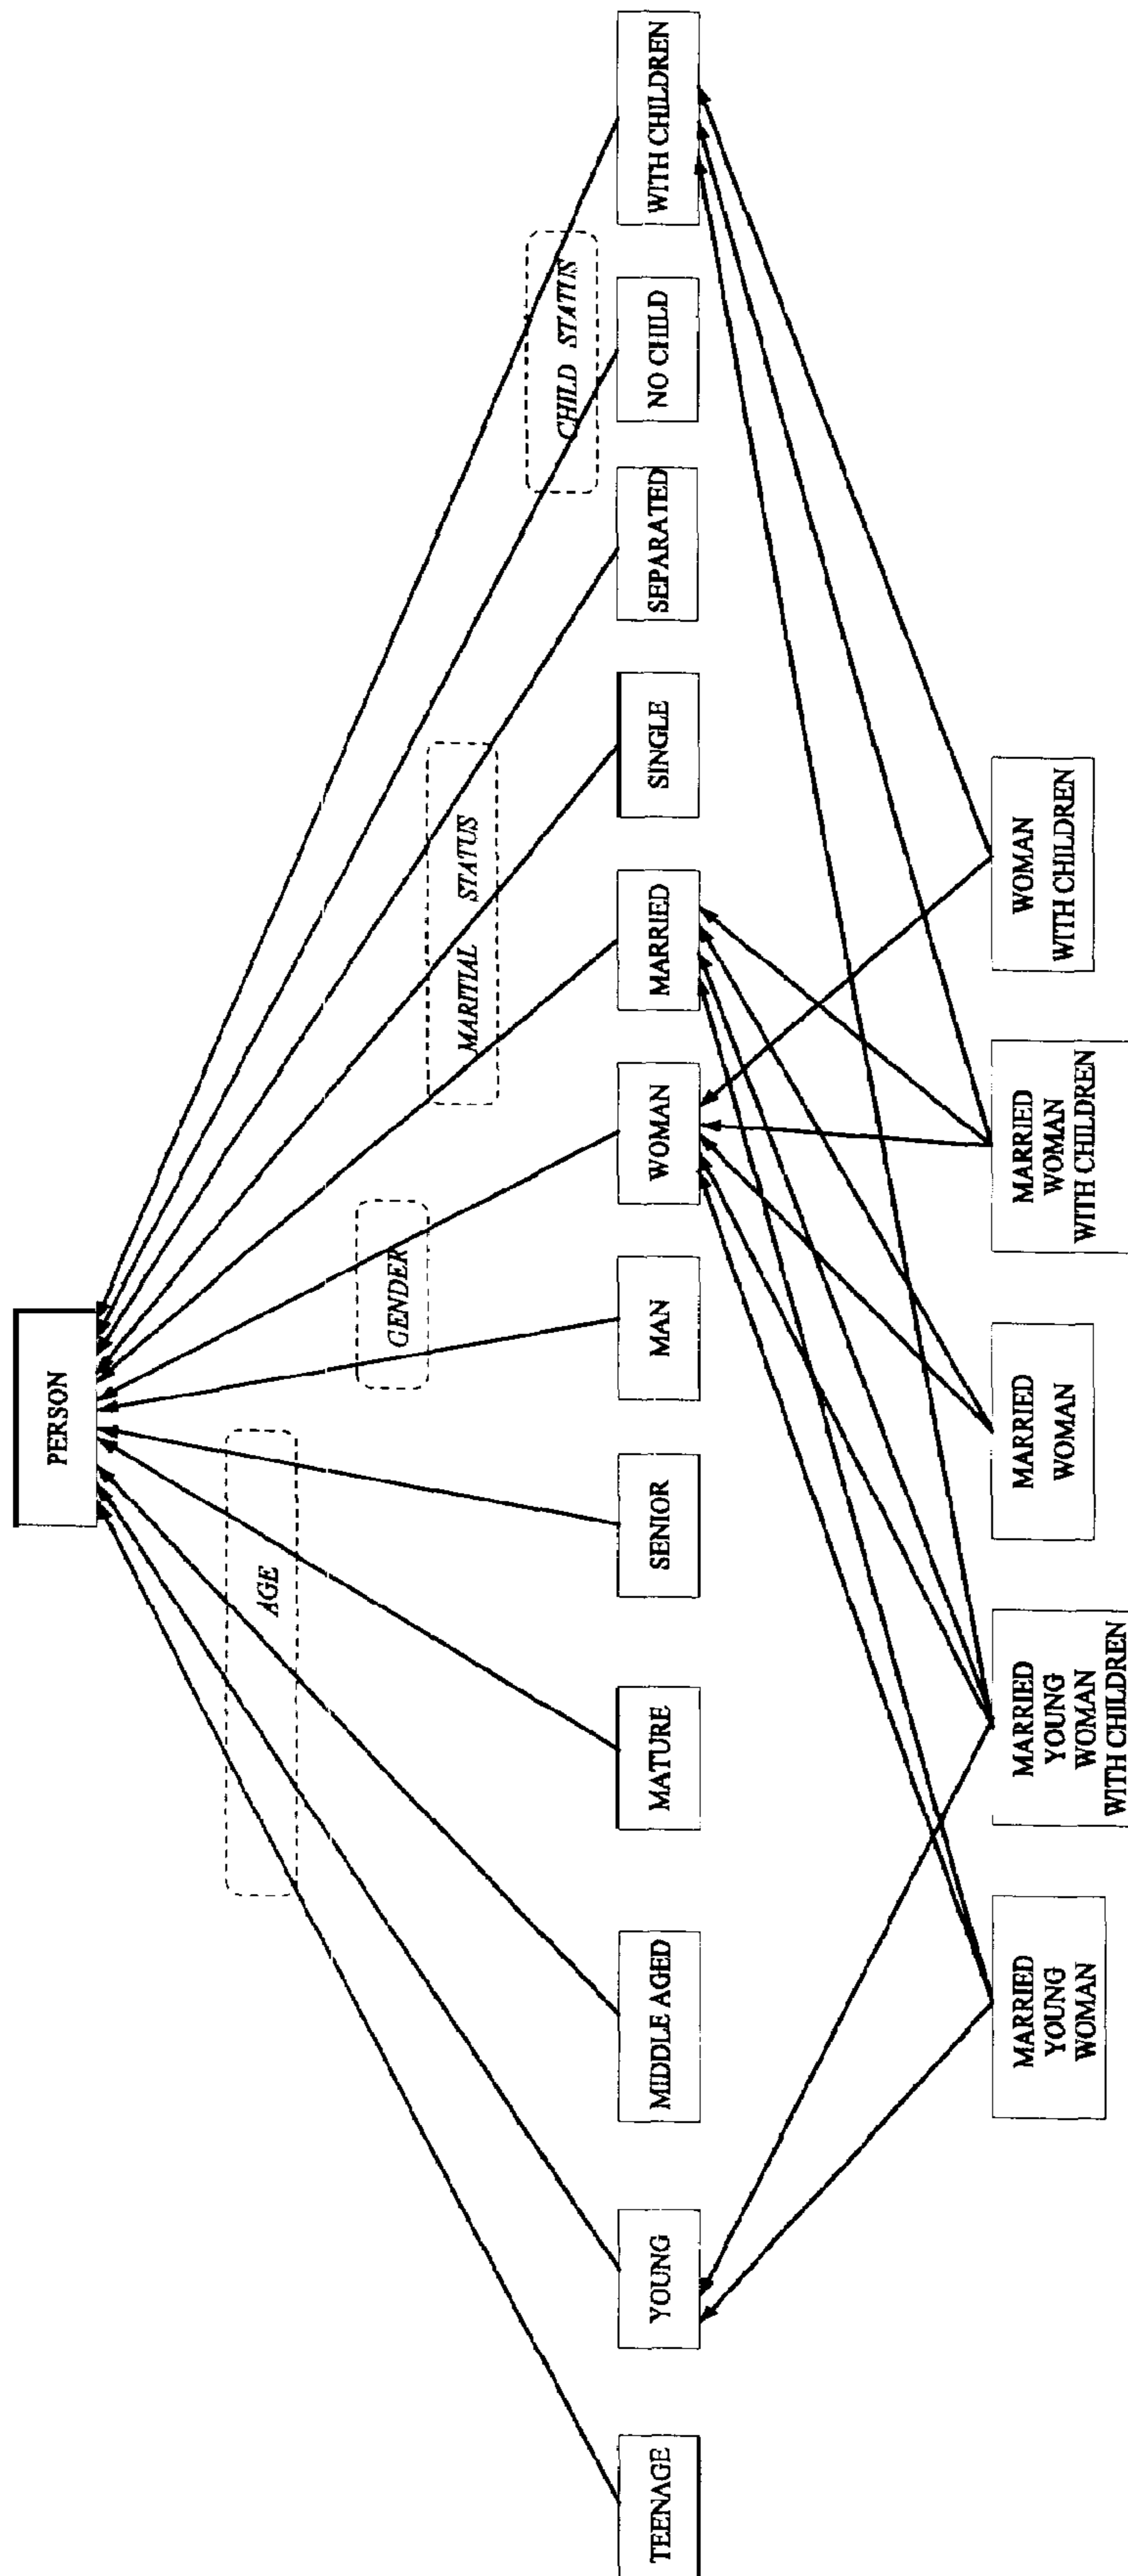 PERSON
AGE
GENDER
MARITIAL STATUS
CHILD STATUS
TEENAGE
YOUNG
MIDDLE AGED
MATURE
SENIOR
MAN
WOMAN
MARRIED
SINGLE
SEPARATED
NO CHILD
WITH CHILDREN
MARRIED
YOUNG
WOMAN
MARRIED
YOUNG
WOMAN
WITH CHILDREN
MARRIED
WOMAN
MARRIED
WOMAN
WITH CHILDREN
WOMAN
WITH CHILDREN